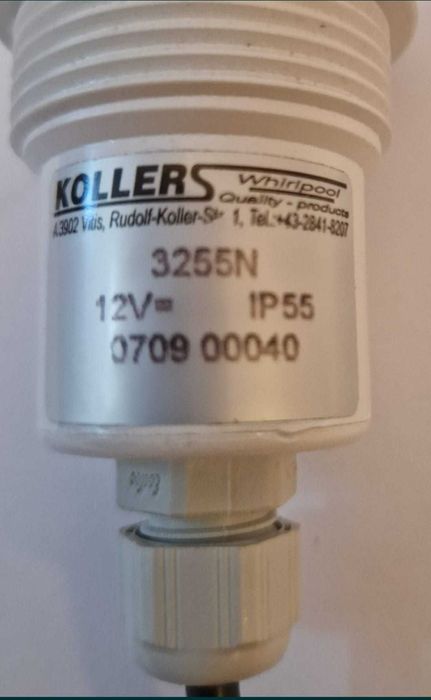 KOLLERS Whirlpool
Quality - products
A 3902 Vitis, Rudolf-Koller-Str 1, Tel.:+43-2841-8207
3255N
12V= IP55
0709 00040